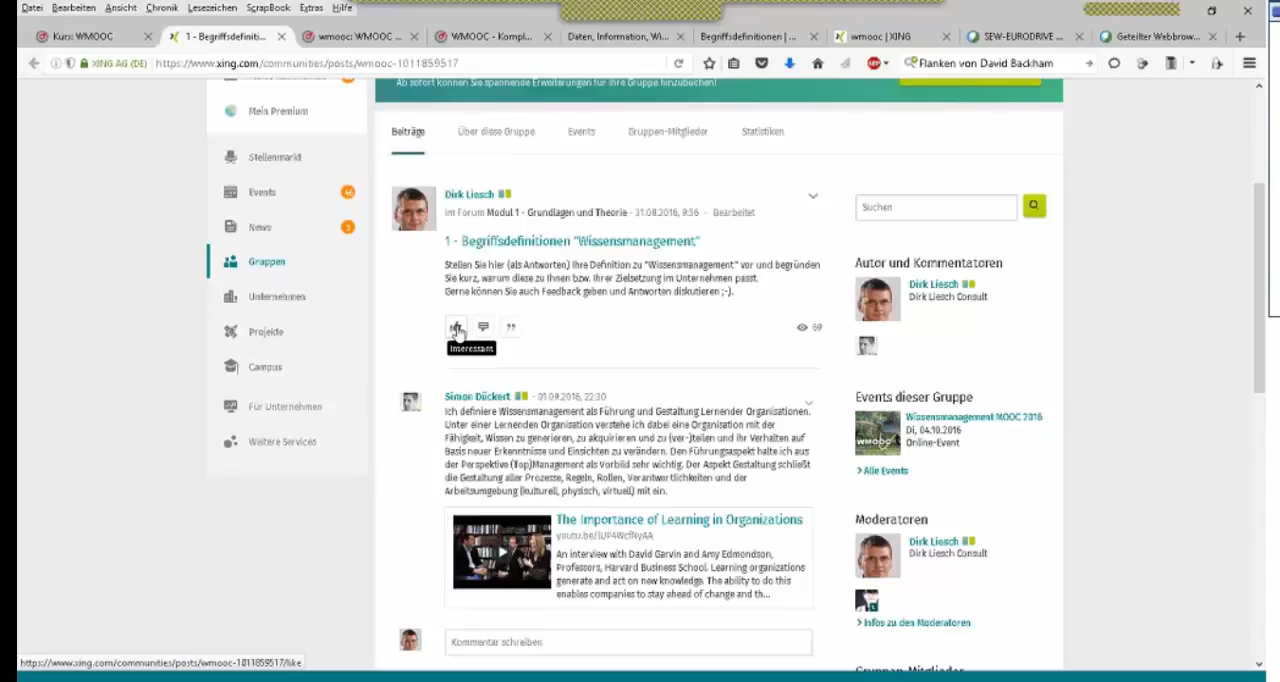 Datei Bearbeiten Ansicht Chronik Lesezeichen ScrapBook Extras Hilfe
Kurs: WMOOC
1 - Begriffsdefiniti...
wmooc: WMOOC ...
WMOOC - Kompl...
Daten, Information, Wi...
Begriffsdefinitionen | ...
wmooc | XING
SEW-EURODRIVE ...
Geteilter Webbrow...
XING AG (DE) https://www.xing.com/communities/posts/wmooc-1011859517
Flanken von David Backham
Ab sofort können Sie spannende Erweiterungen für Ihre Gruppe hinzubuchen!
Mein Premium
Stellenmarkt
Events 46
News
Gruppen
Unternehmen
Projekte
Campus
Für Unternehmen
Weitere Services
Beiträge Über diese Gruppe Events Gruppen-Mitglieder Statistiken
Dirk Liesch
im Forum Modul 1 - Grundlagen und Theorie - 31.08.2016, 9:56 - Bearbeitet
1 - Begriffsdefinitionen "Wissensmanagement"
Stellen Sie hier (als Antworten) Ihre Definition zu "Wissensmanagement" vor und begründen
Sie kurz, warum diese zu Ihnen bzw. Ihrer Zielsetzung im Unternehmen passt.
Gerne können Sie auch Feedback geben und Antworten diskutieren ;-).
69
Interessant
Simon Dückert - 01.09.2016, 22:30
Ich definiere Wissensmanagement als Führung und Gestaltung Lernender Organisationen.
Unter einer Lernenden Organisation verstehe ich dabei eine Organisation mit der
Fähigkeit, Wissen zu generieren, zu akquirieren und zu (ver-)teilen und ihr Verhalten auf
Basis neuer Erkenntnisse und Einsichten zu verändern. Den Führungsaspekt halte ich aus
der Perspektive (Top)Management als Vorbild sehr wichtig. Der Aspekt Gestaltung schließt
die Gestaltung aller Prozesse, Regeln, Rollen, Verantwortlichkeiten und der
Arbeitsumgebung (kulturell, physisch, virtuell) mit ein.
The Importance of Learning in Organizations
An interview with David Garvin and Amy Edmondson,
Professors, Harvard Business School. Learning organizations
generate and act on new knowledge. The ability to do this
enables companies to stay ahead of change and th...
Kommentar schreiben
Suchen
Autor und Kommentatoren
Dirk Liesch
Dirk Liesch Consult
Events dieser Gruppe
WMOOC
Wissensmanagement MOOC 2016
Di, 04.10.2016
Online-Event
Alle Events
Moderatoren
Dirk Liesch
Dirk Liesch Consult
Infos zu den Moderatoren
Gruppen-Mitglieder
https://www.xing.com/communities/posts/wmooc-1011859517/like